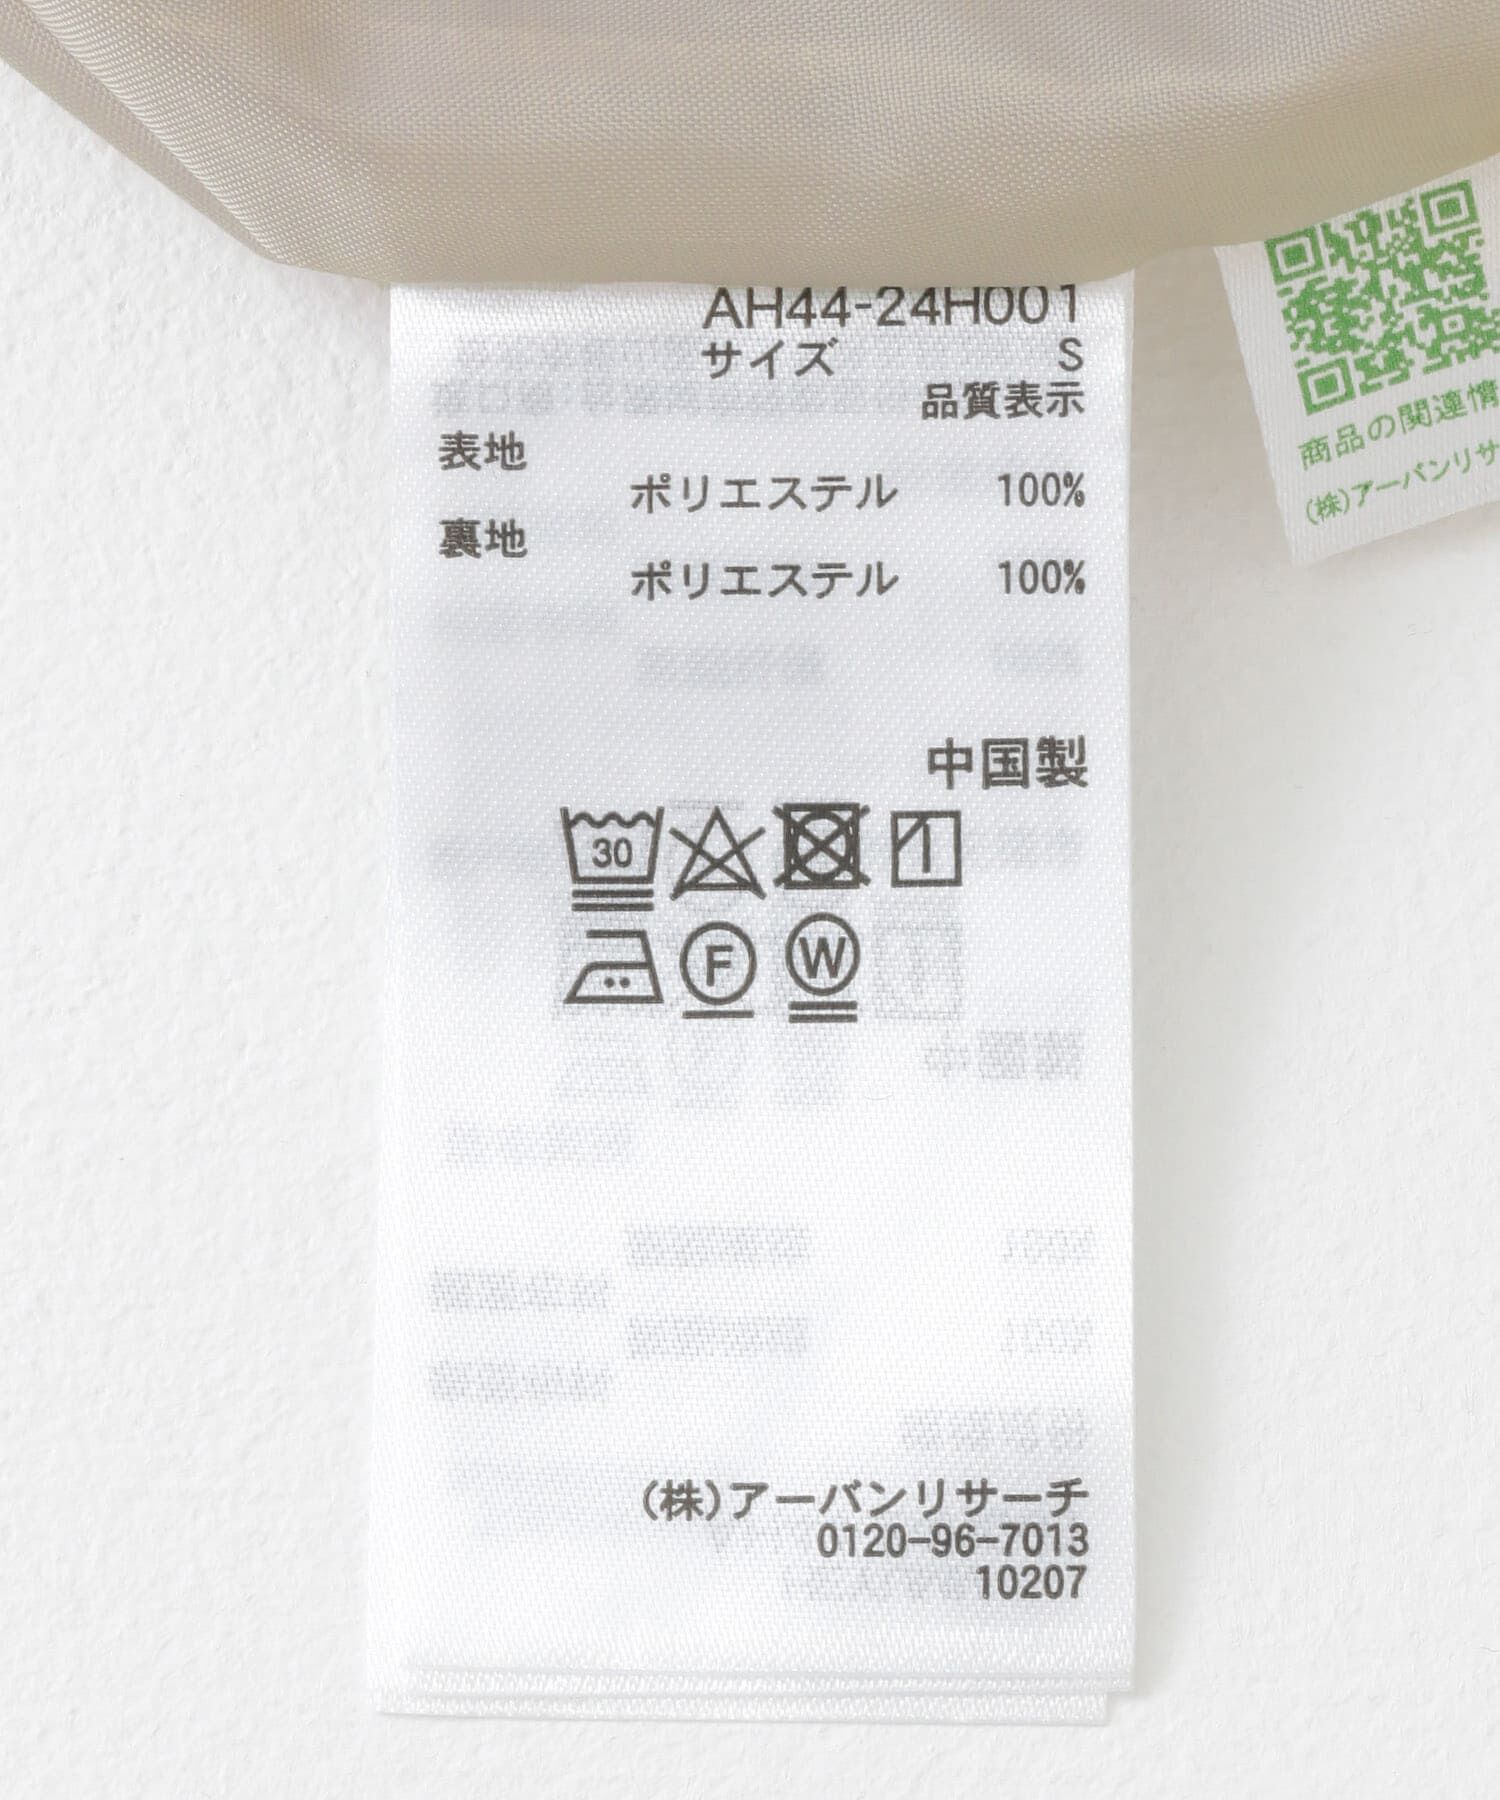 AH44-24H001
サイズ S
品質表示
表地
ポリエステル 100%
裏地
ポリエステル 100%
中国製
30
F W
(株)アーバンリサーチ
0120-96-7013
10207
商品の関連情
(株)アーバンリサ